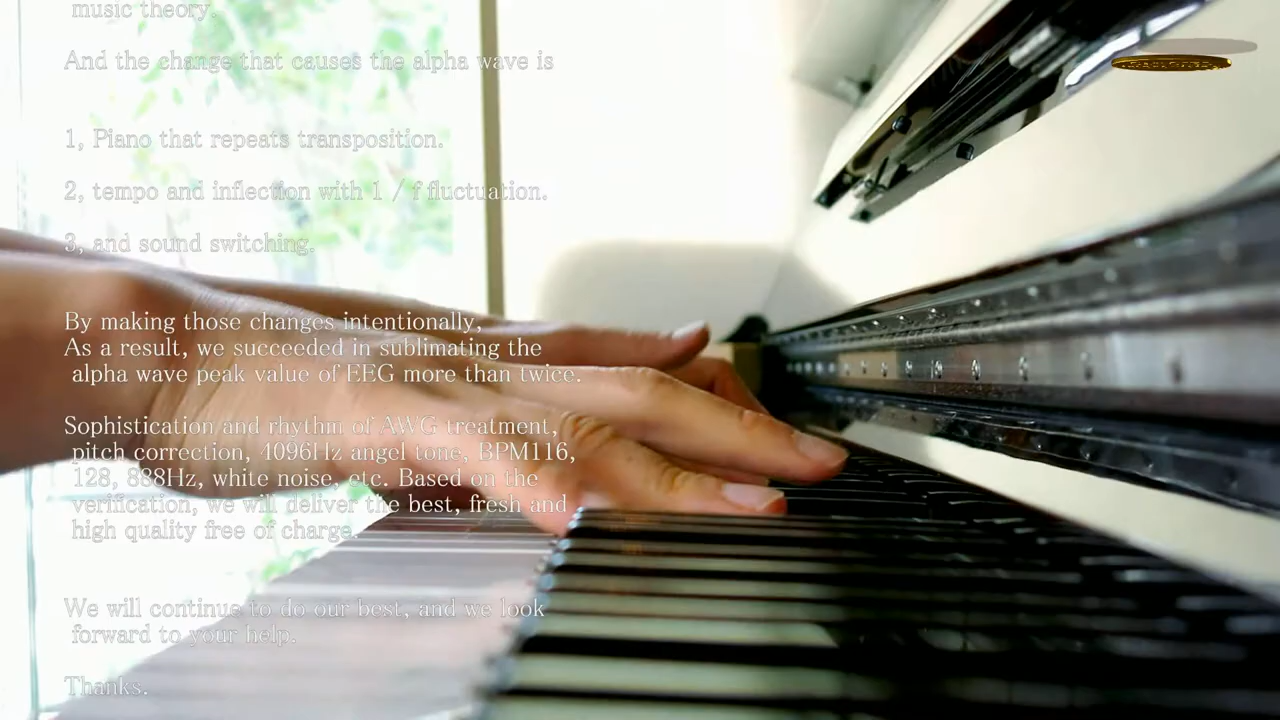 music theory.
And the change that causes the alpha wave is
1, Piano that repeats transposition.
2, tempo and inflection with 1 / f fluctuation.
3, and sound switching.
By making those changes intentionally,
As a result, we succeeded in sublimating the
alpha wave peak value of EEG more than twice.
Sophistication and rhythm of AWG treatment,
pitch correction, 4096Hz angel tone, BPM116,
128, 888Hz, white noise, etc. Based on the
verification, we will deliver the best, fresh and
high quality free of charge.
We will continue to do our best, and we look
forward to your help.
Thanks.